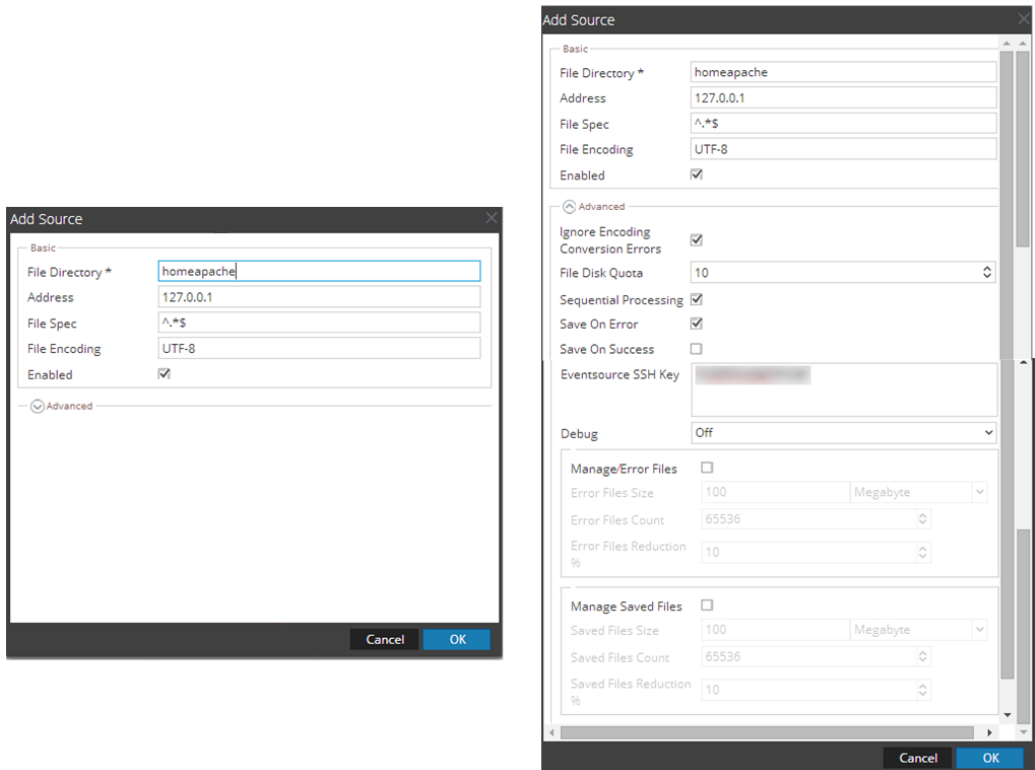 Add Source
Basic
File Directory * homeapache
Address 127.0.0.1
File Spec ^.*$
File Encoding UTF-8
Enabled
Advanced
Cancel OK
Add Source
Basic
File Directory * homeapache
Address 127.0.0.1
File Spec ^.*$
File Encoding UTF-8
Enabled
Advanced
Ignore Encoding
Conversion Errors
File Disk Quota 10
Sequential Processing
Save On Error
Save On Success
Eventsource SSH Key
Debug Off
Manage/Error Files
Error Files Size 100 Megabyte
Error Files Count 65536
Error Files Reduction
% 10
Manage Saved Files
Saved Files Size 100 Megabyte
Saved Files Count 65536
Saved Files Reduction
% 10
Cancel OK